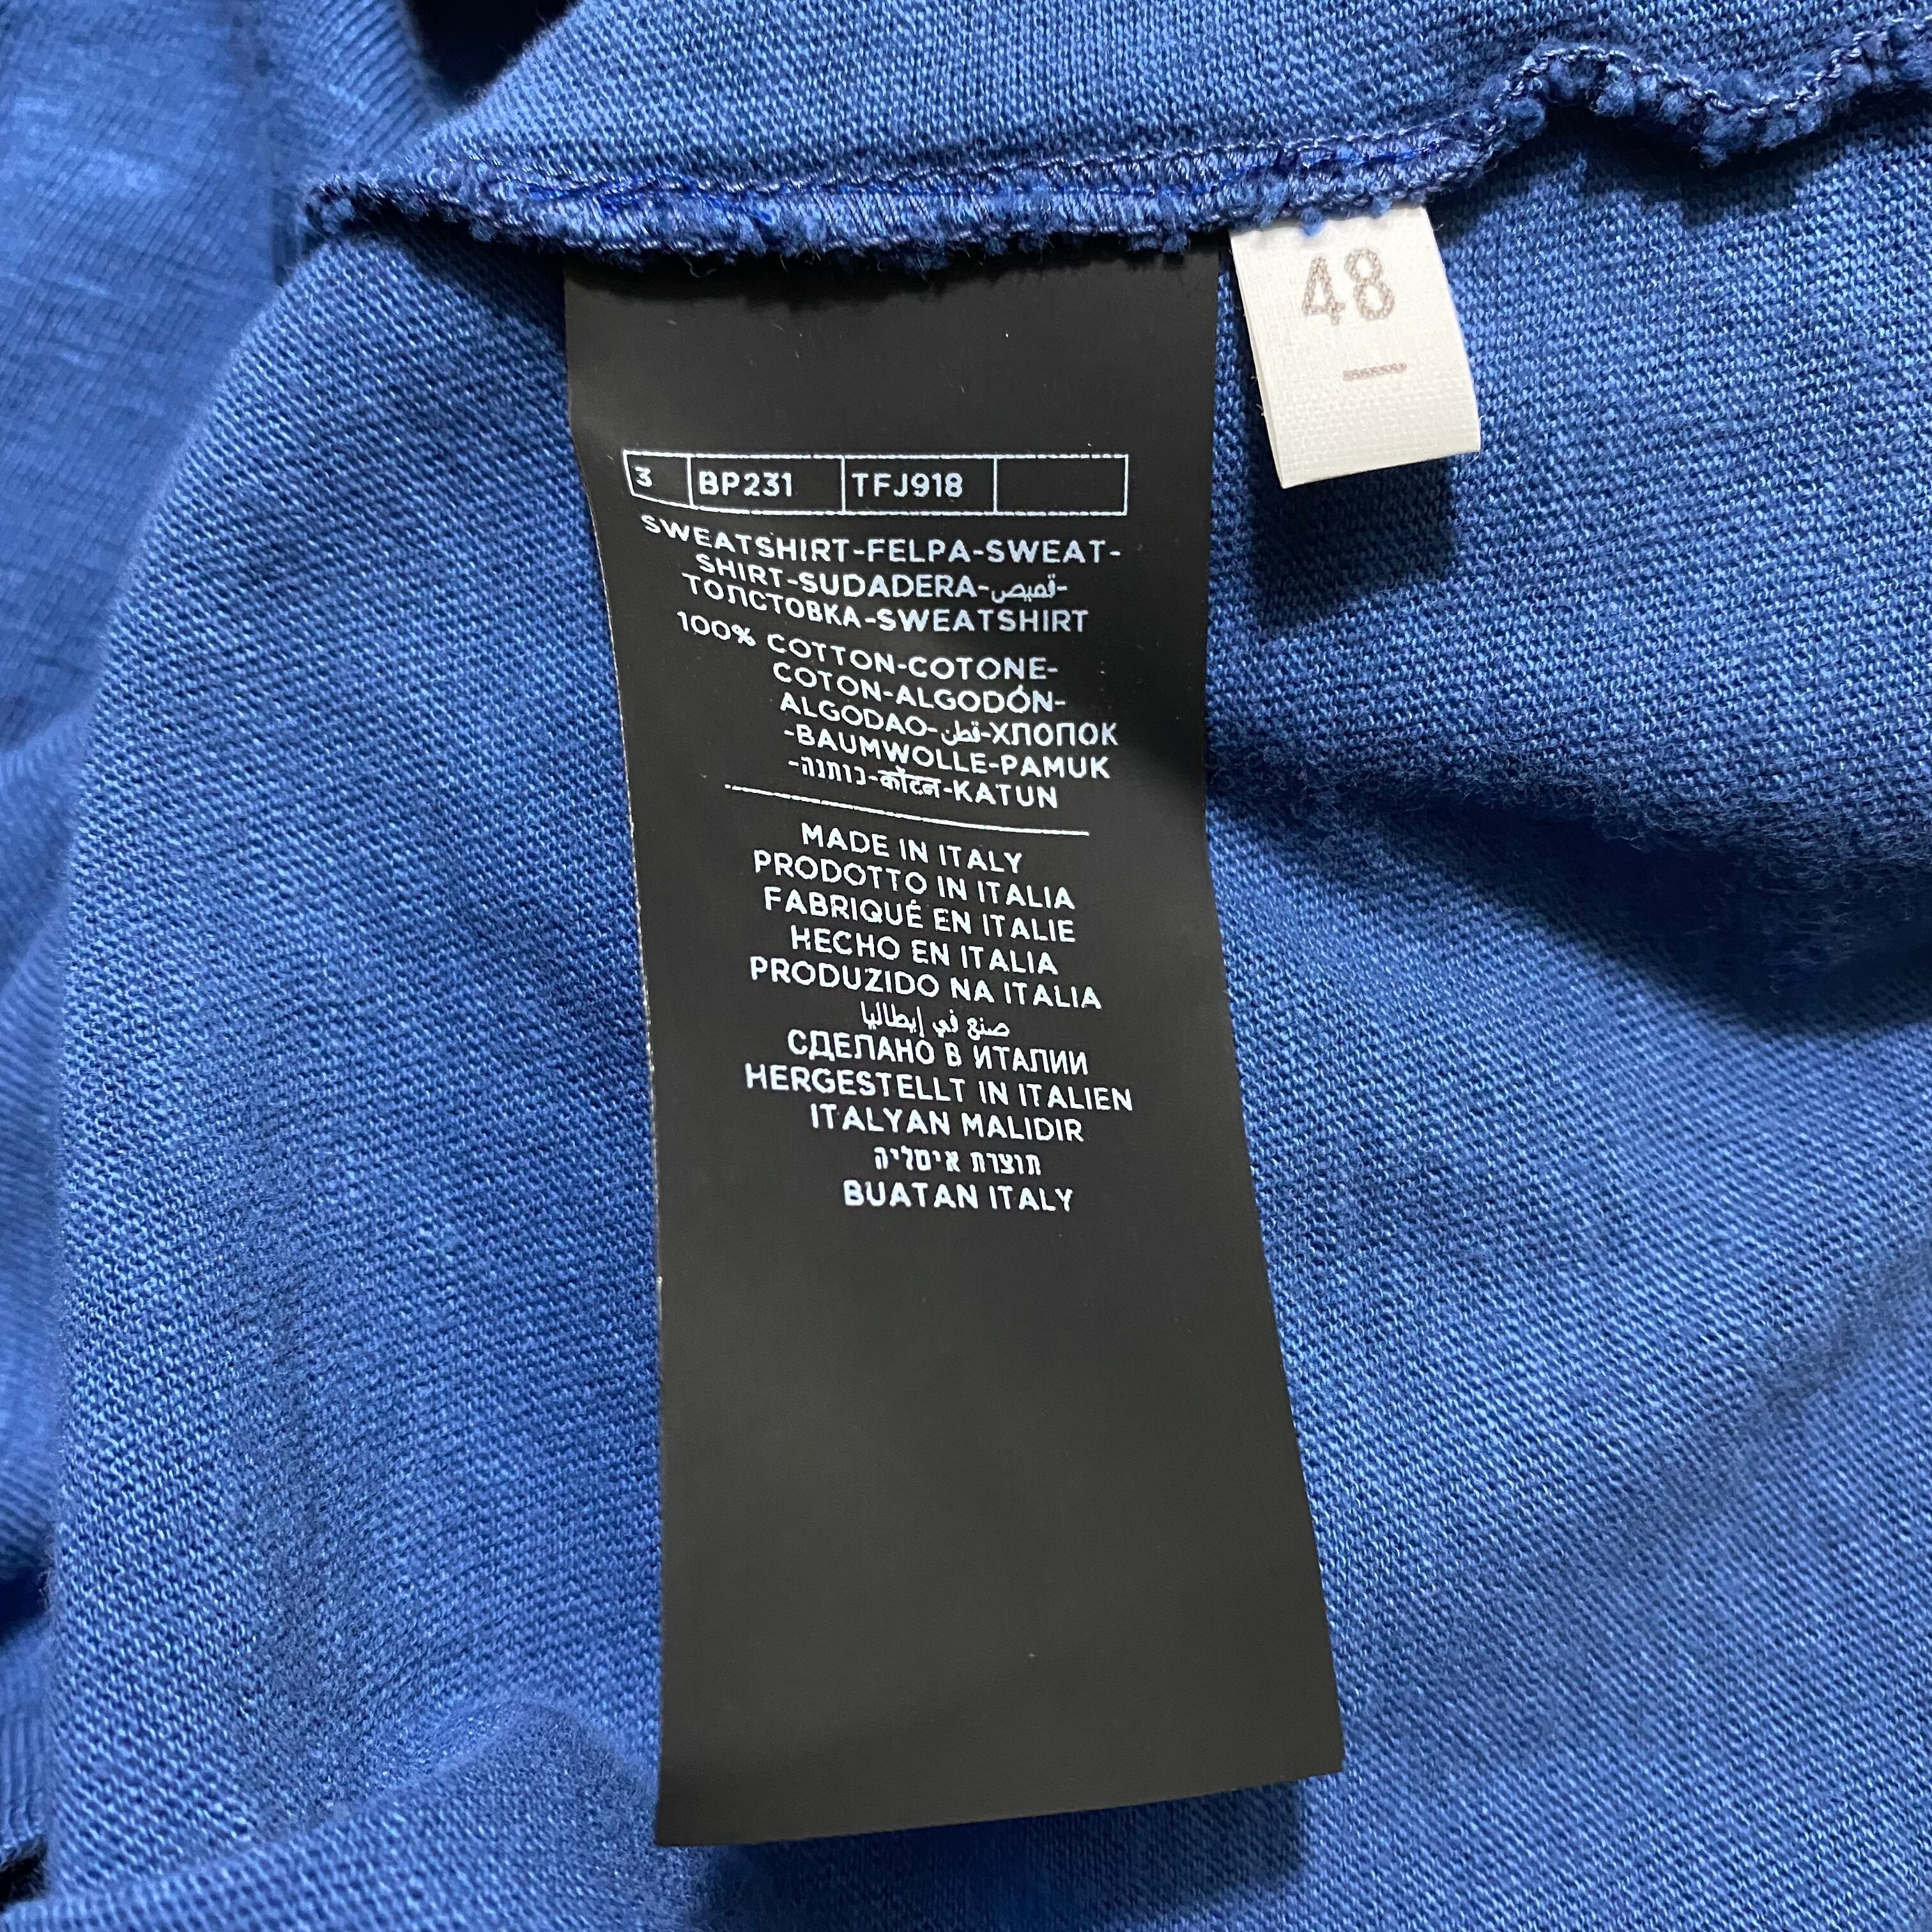 48
3 BP231 TFJ918
SWEATSHIRT-FELPA-SWEAT-
SHIRT-SUDADERA-قميص-
ТОЛСТОВКА-SWEATSHIRT
100% COTTON-COTONE-
COTON-ALGODÓN-
ALGODAO-قطن-ХЛОПОК
-BAUMWOLLE-PAMUK
-כותנה-कॉटन-KATUN
MADE IN ITALY
PRODOTTO IN ITALIA
FABRIQUÉ EN ITALIE
HECHO EN ITALIA
PRODUZIDO NA ITALIA
صنع في إيطاليا
СДЕЛАНО В ИТАЛИИ
HERGESTELLT IN ITALIEN
ITALYAN MALIDIR
תוצרת איטליה
BUATAN ITALY